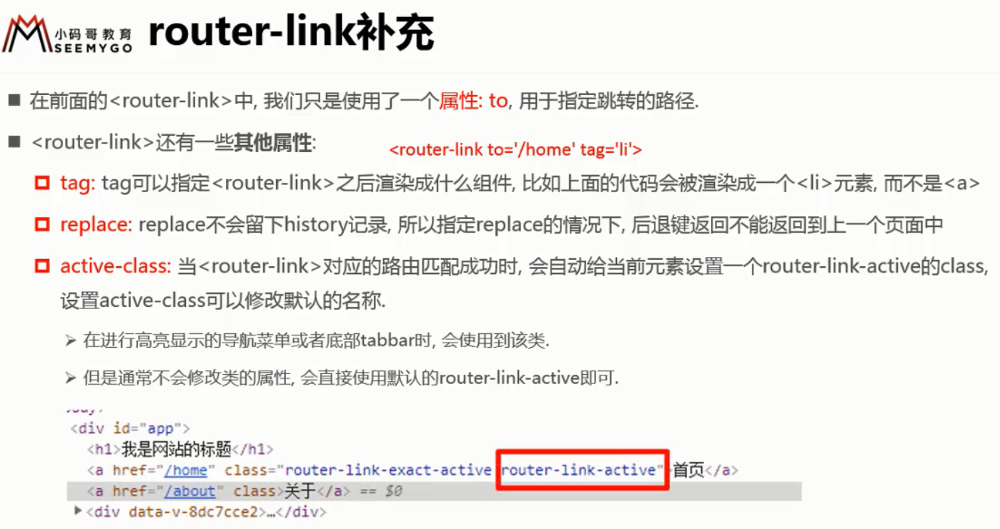 小码哥教育
SEEMYGO
router-link补充
在前面的<router-link>中, 我们只是使用了一个属性: to, 用于指定跳转的路径.
<router-link>还有一些其他属性:
<router-link to='/home' tag='li'>
tag: tag可以指定<router-link>之后渲染成什么组件, 比如上面的代码会被渲染成一个<li>元素, 而不是<a>
replace: replace不会留下history记录, 所以指定replace的情况下, 后退键返回不能返回到上一个页面中
active-class: 当<router-link>对应的路由匹配成功时, 会自动给当前元素设置一个router-link-active的class,
设置active-class可以修改默认的名称.
在进行高亮显示的导航菜单或者底部tabbar时, 会使用到该类.
但是通常不会修改类的属性, 会直接使用默认的router-link-active即可.
<div id="app">
<h1>我是网站的标题</h1>
<a href="/home" class="router-link-exact-active router-link-active">首页</a>
<a href="/about" class>关于</a> == $0
<div data-v-8dc7cce2>…</div>